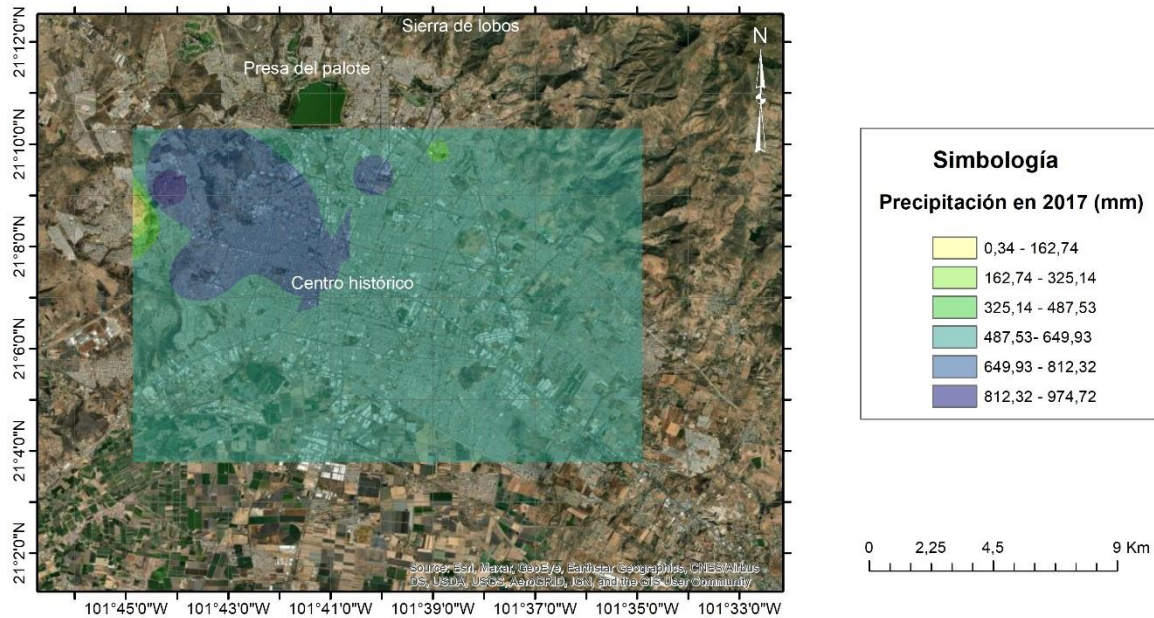 Sierra de lobos
Presa del palote
Centro histórico
N
21°12'0"N
21°10'0"N
21°8'0"N
21°6'0"N
21°4'0"N
21°2'0"N
Source: Esri, Maxar, GeoEye, Earthstar Geographics, CNES/Airbus
DS, USDA, USGS, AeroGRID, IGN, and the GIS User Community
101°45'0"W
101°43'0"W
101°41'0"W
101°39'0"W
101°37'0"W
101°35'0"W
101°33'0"W
Simbología
Precipitación en 2017 (mm)
0,34 - 162,74
162,74 - 325,14
325,14 - 487,53
487,53- 649,93
649,93 - 812,32
812,32 - 974,72
0 2,25 4,5 9 Km